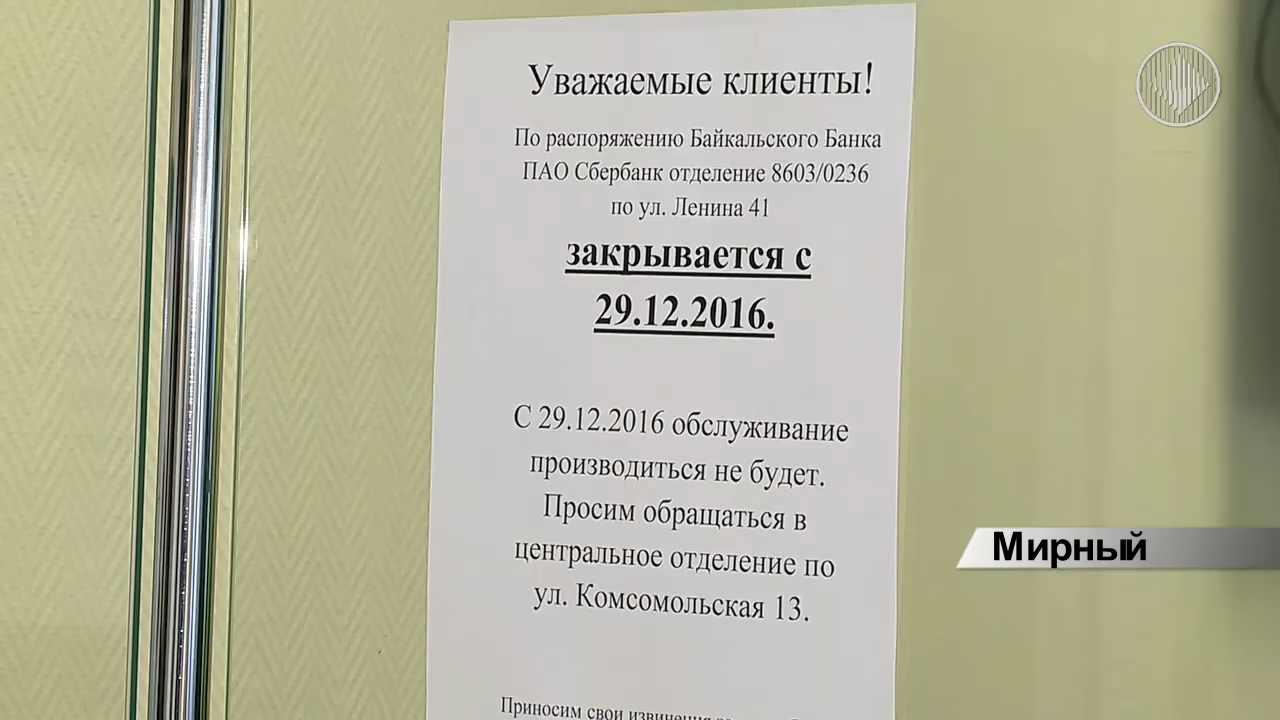 Уважаемые клиенты!
По распоряжению Байкальского Банка
ПАО Сбербанк отделение 8603/0236
по ул. Ленина 41
закрывается с
29.12.2016.
С 29.12.2016 обслуживание
производиться не будет.
Просим обращаться в
центральное отделение по
ул. Комсомольская 13.
Приносим свои извинения
Мирный